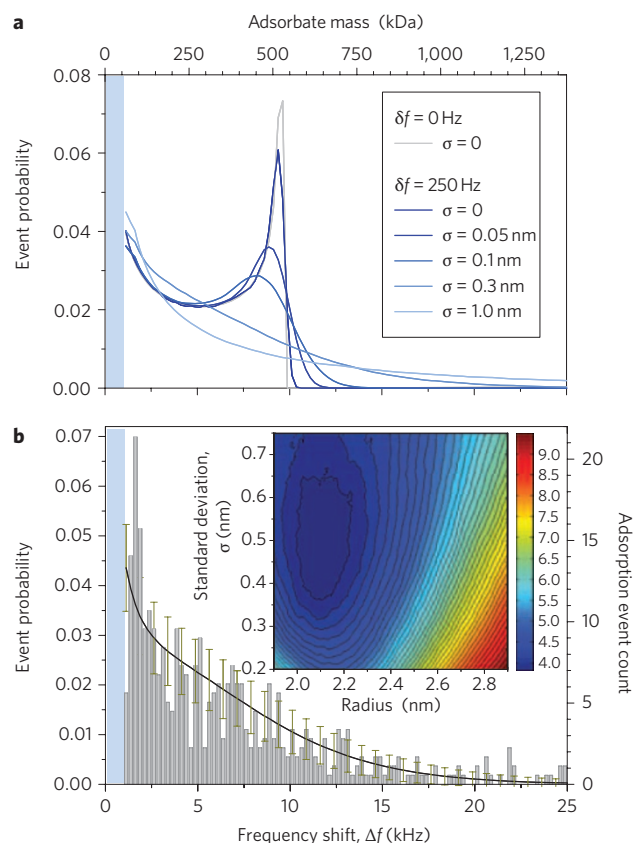 a
Adsorbate mass (kDa)
0 250 500 750 1,000 1,250
Event probability
0.08
0.06
0.04
0.02
0.00
δf = 0 Hz
σ = 0
δf = 250 Hz
σ = 0
σ = 0.05 nm
σ = 0.1 nm
σ = 0.3 nm
σ = 1.0 nm
b
Event probability
0.07
0.06
0.05
0.04
0.03
0.02
0.01
0.00
Standard deviation,
σ (nm)
0.7
0.6
0.5
0.4
0.3
0.2
2.0 2.2 2.4 2.6 2.8
Radius (nm)
9.0
8.5
8.0
7.5
7.0
6.5
6.0
5.5
5.0
4.5
4.0
20
15
10
5
0
Adsorption event count
0 5 10 15 20 25
Frequency shift, Δf (kHz)